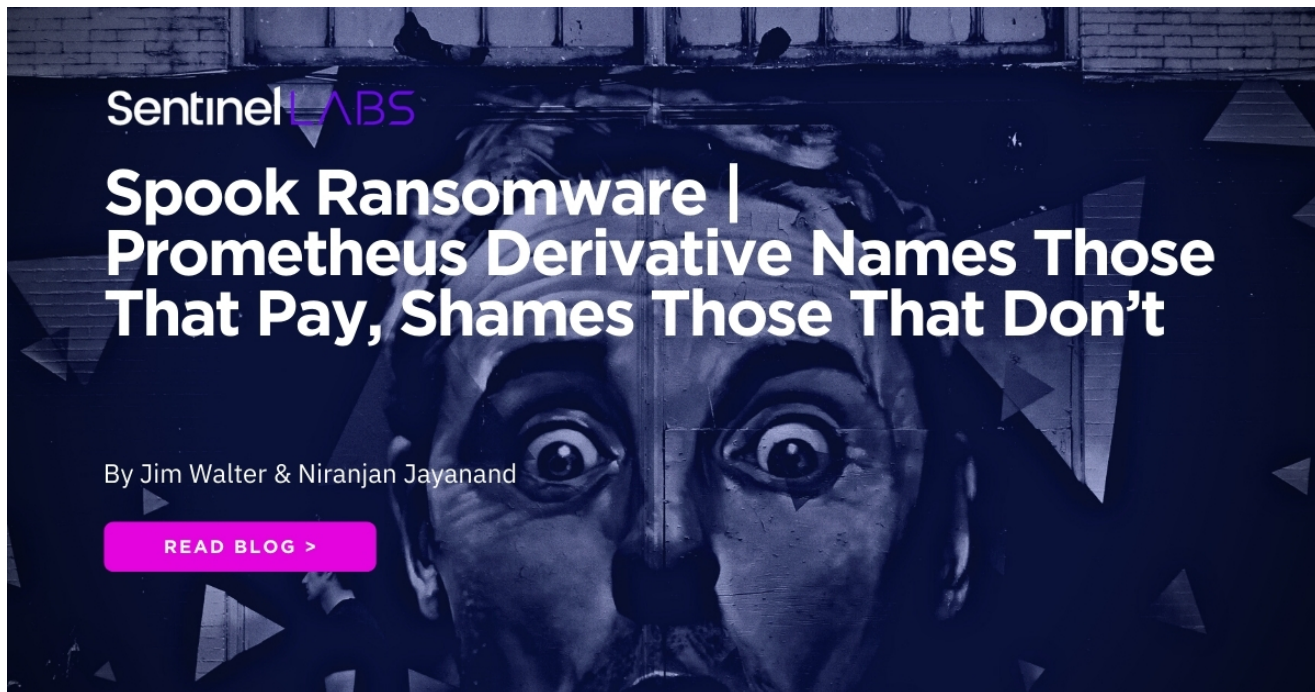 SentinelLABS
Spook Ransomware |
Prometheus Derivative Names Those
That Pay, Shames Those That Don’t
By Jim Walter & Niranjan Jayanand
READ BLOG >